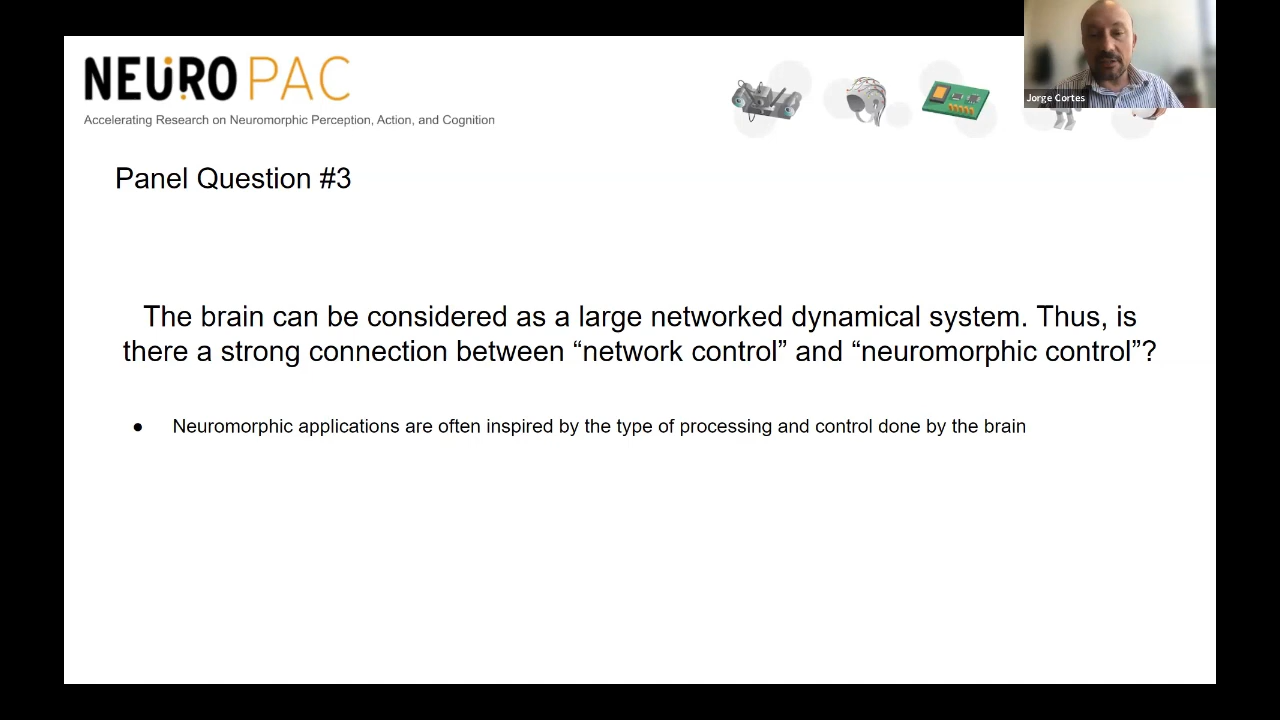 NEURO PAC
Accelerating Research on Neuromorphic Perception, Action, and Cognition
Jorge Cortes
Panel Question #3
The brain can be considered as a large networked dynamical system. Thus, is
there a strong connection between “network control” and “neuromorphic control”?
● Neuromorphic applications are often inspired by the type of processing and control done by the brain